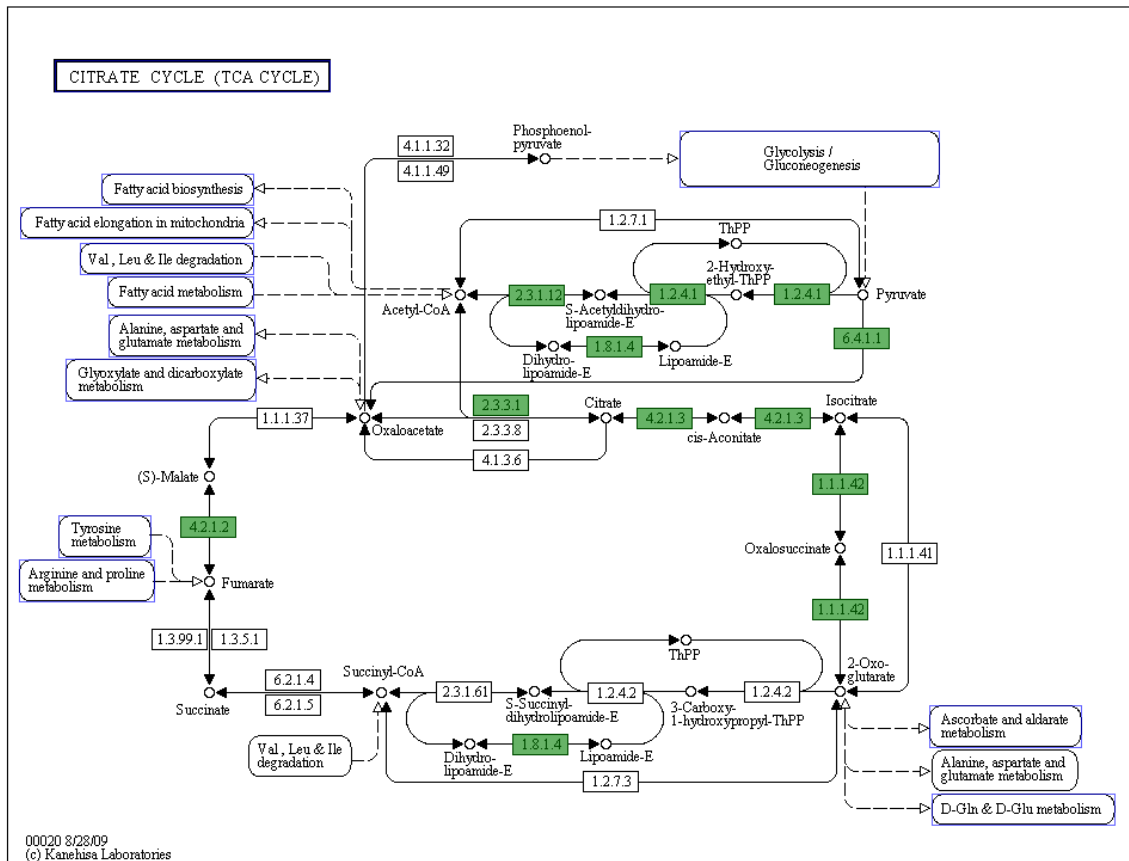 CITRATE CYCLE (TCA CYCLE)
Phosphoenol-
pyruvate
4.1.1.32
4.1.1.49
Glycolysis /
Gluconeogenesis
Fatty acid biosynthesis
Fatty acid elongation in mitochondria
Val , Leu & Ile degradation
Fatty acid metabolism
1.2.7.1
ThPP
2-Hydroxy-
ethyl-ThPP
Acetyl-CoA
2.3.1.12
S-Acetyldihydro-
lipoamide-E
1.2.4.1
1.2.4.1
Pyruvate
Alanine, aspartate and
glutamate metabolism
Dihydro-
lipoamide-E
1.8.1.4
Lipoamide-E
6.4.1.1
Glyoxylate and dicarboxylate
metabolism
1.1.1.37
Oxaloacetate
2.3.3.1
2.3.3.8
4.1.3.6
Citrate
4.2.1.3
cis-Aconitate
4.2.1.3
Isocitrate
(S)-Malate
1.1.1.42
4.2.1.2
Tyrosine
metabolism
Oxalosuccinate
1.1.1.41
Arginine and proline
metabolism
Fumarate
1.1.1.42
1.3.99.1
1.3.5.1
ThPP
Succinyl-CoA
2-Oxo-
glutarate
6.2.1.4
6.2.1.5
Succinate
2.3.1.61
S-Succinyl-
dihydrolipoamide-E
1.2.4.2
3-Carboxy-
1-hydroxypropyl-ThPP
1.2.4.2
Val , Leu & Ile
degradation
Dihydro-
lipoamide-E
1.8.1.4
Lipoamide-E
1.2.7.3
Ascorbate and aldarate
metabolism
Alanine, aspartate and
glutamate metabolism
D-Gln & D-Glu metabolism
00020 8/28/09
(c) Kanehisa Laboratories